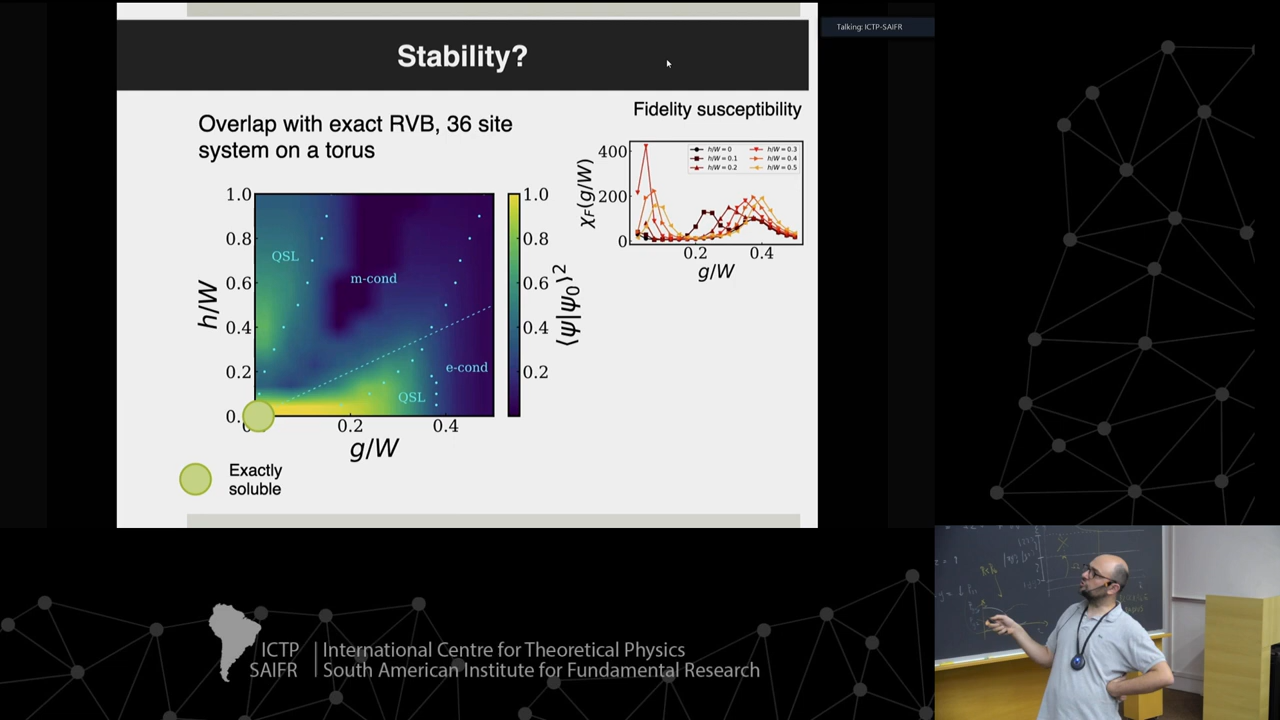 Stability?
Talking: ICTP-SAIFR
Overlap with exact RVB, 36 site
system on a torus
Fidelity susceptibility
400
200
0
0.2
0.4
χF(g/W)
g/W
h/W = 0
h/W = 0.1
h/W = 0.2
h/W = 0.3
h/W = 0.4
h/W = 0.5
1.0
0.8
0.6
0.4
0.2
0.
h/W
QSL
m-cond
e-cond
QSL
0.2
0.4
g/W
1.0
0.8
0.6
0.4
0.2
⟨ψ|ψ0⟩²
Exactly
soluble
ICTP
SAIFR
International Centre for Theoretical Physics
South American Institute for Fundamental Research